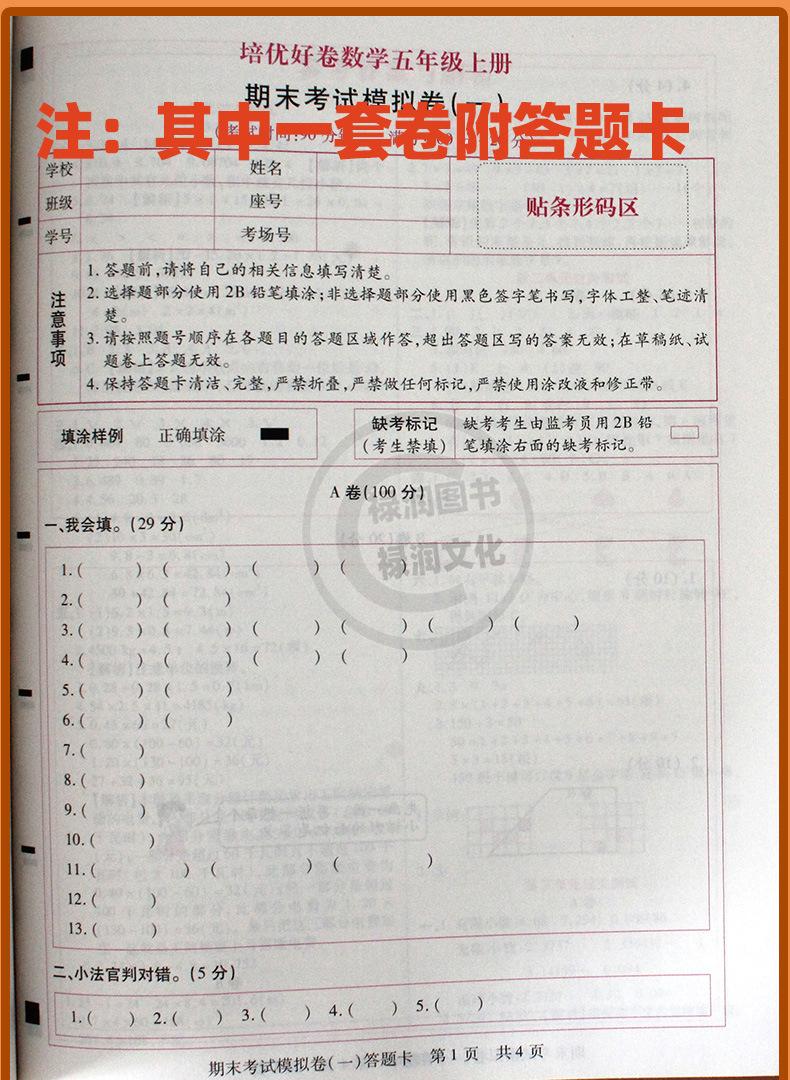 培优好卷数学五年级上册
期末考试模拟卷(一)
注：其中一套卷附答题卡
学校 姓名
班级 座号
学号 考场号
贴条形码区
注意事项
1. 答题前,请将自己的相关信息填写清楚。
2. 选择题部分使用2B铅笔填涂;非选择题部分使用黑色签字笔书写,字体工整、笔迹清
楚。
3. 请按照题号顺序在各题目的答题区域作答,超出答题区写的答案无效;在草稿纸、试
题卷上答题无效。
4. 保持答题卡清洁、完整,严禁折叠,严禁做任何标记,严禁使用涂改液和修正带。
填涂样例 正确填涂
缺考标记
(考生禁填)
缺考考生由监考员用2B铅
笔填涂右面的缺考标记。
禄润图书
禄润文化
A卷(100分)
一、我会填。(29分)
1. ( ) ( ) ( ) ( )
2. ( ) ( )
3. ( ) ( ) ( ) ( ) ( ) ( )
4. ( ) ( ) ( ) ( )
5. ( ) ( )
6. ( ) ( )
7. ( )
8. ( )
9. ( )
10. ( )
11. ( ) ( ) ( )
12. ( )
13. ( )
二、小法官判对错。(5分)
1. ( ) 2. ( ) 3. ( ) 4. ( ) 5. ( )
期末考试模拟卷(一)答题卡 第1页 共4页